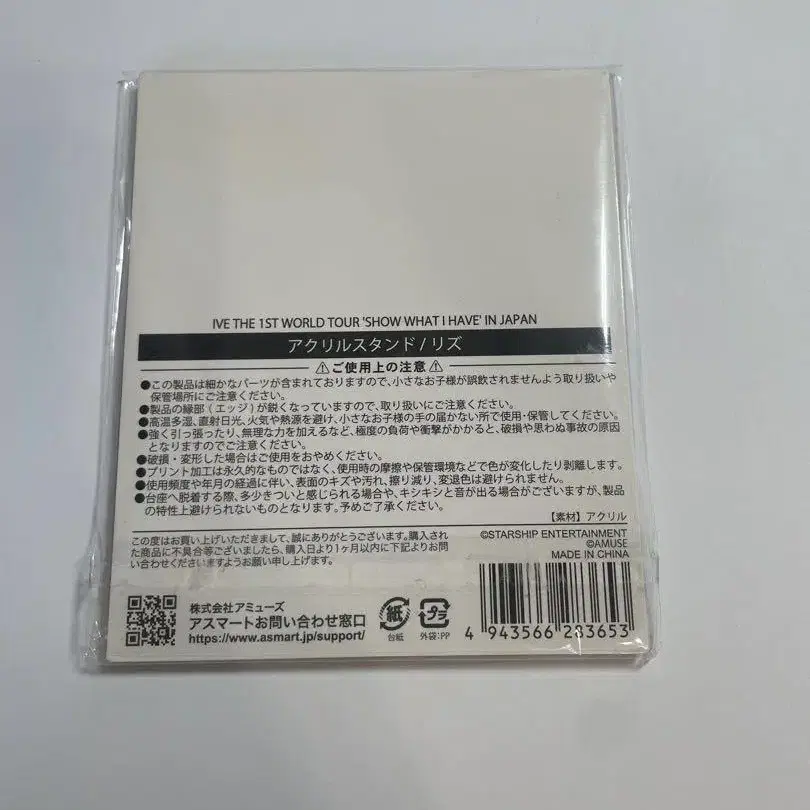 IVE THE 1ST WORLD TOUR 'SHOW WHAT I HAVE' IN JAPAN
アクリルスタンド / リズ
⚠ご使用上の注意⚠
●この製品は細かなパーツが含まれておりますので、小さなお子様が誤飲されませんよう取り扱いや
保管場所にご注意ください。
●製品の縁部（エッジ）が鋭くなっていますので、取り扱いにご注意ください。
●高温多湿、直射日光、火気や熱源を避け、小さなお子様の手の届かない所で使用・保管してください。
●強く引っ張ったり、無理な力を加えるなど、極度の負荷や衝撃がかかると、破損や思わぬ事故の原因
となりますのでご注意ください。
●破損・変形した場合はご使用をおやめください。
●プリント加工は永久的なものではなく、使用時の摩擦や保管環境などで色が変化したり剥離します。
●使用頻度や年月の経過に伴い、表面のキズや汚れ、擦り減り、変退色は避けられません。
●台座へ脱着する際、多少きついと感じられる場合や、キシキシと音が出る場合がございますが、製品
の特性上避けられないものとなります。予めご了承ください。
【素材】アクリル
この度はお買い上げいただきまして、誠にありがとうございます。購入され
た商品に不具合等ございましたら、購入日より1ヶ月以内に下記よりお問
い合わせくださいますようお願い申し上げます。
©STARSHIP ENTERTAINMENT
©AMUSE
MADE IN CHINA
株式会社アミューズ
アスマートお問い合わせ窓口
https://www.asmart.jp/support/
紙
台紙
プラ
外袋:PP
4 943566 283653